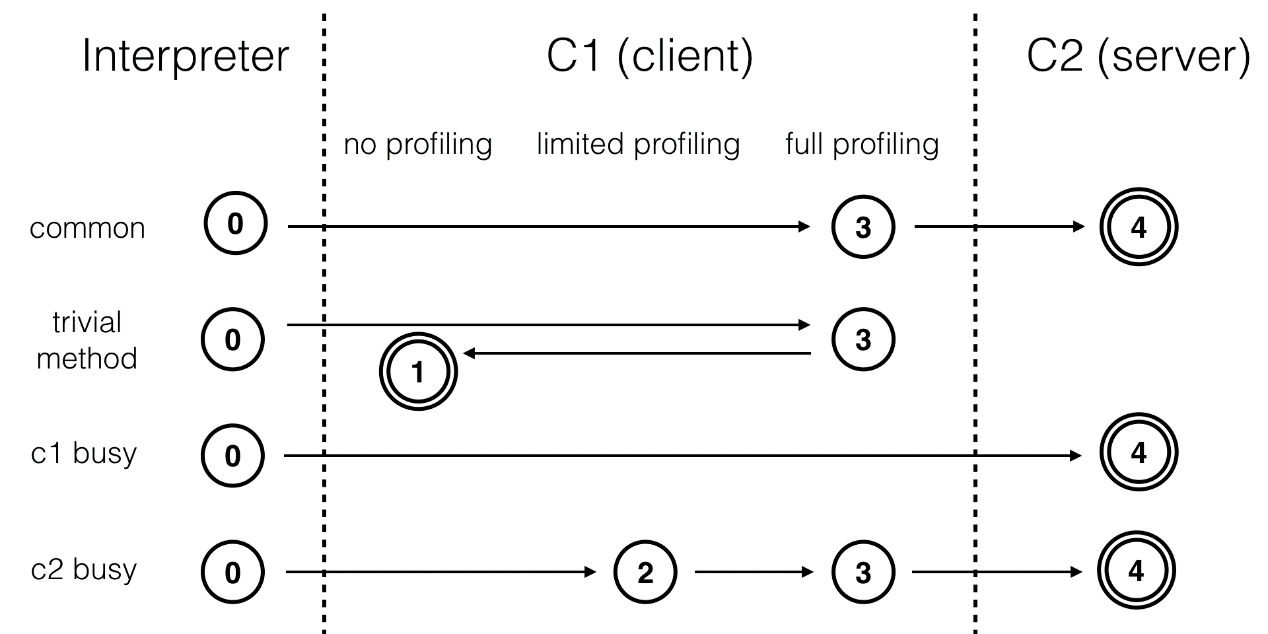 Interpreter C1 (client) C2 (server)
no profiling limited profiling full profiling
common 0 3 4
trivial
method 0 1 3
c1 busy 0 4
c2 busy 0 2 3 4